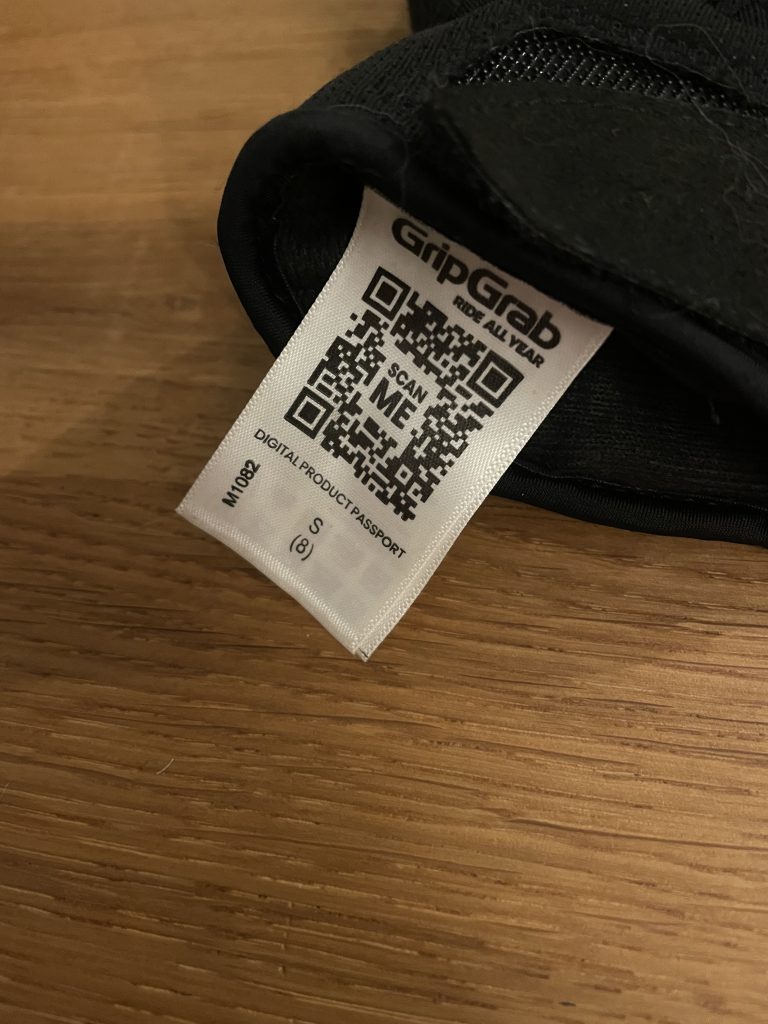 GripGrab
RIDE ALL YEAR
SCAN
ME
DIGITAL PRODUCT PASSPORT
M1082
S
(8)